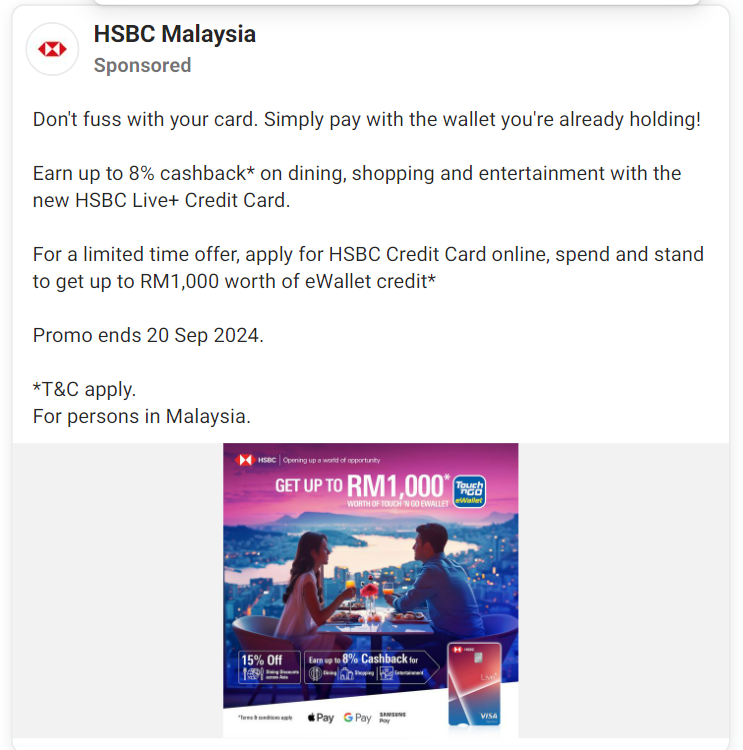 HSBC Malaysia
Sponsored
Don't fuss with your card. Simply pay with the wallet you're already holding!
Earn up to 8% cashback* on dining, shopping and entertainment with the
new HSBC Live+ Credit Card.
For a limited time offer, apply for HSBC Credit Card online, spend and stand
to get up to RM1,000 worth of eWallet credit*
Promo ends 20 Sep 2024.
*T&C apply.
For persons in Malaysia.
HSBC | Opening up a world of opportunity
GET UP TO RM1,000*
WORTH OF TOUCH 'N GO EWALLET
Touch
'nGO
eWallet
15% Off
Dining Discounts
across Asia
Earn up to 8% Cashback for
Dining
Shopping
Entertainment
HSBC
Live+
VISA
*Terms & conditions apply
Pay
G Pay
SAMSUNG
Pay